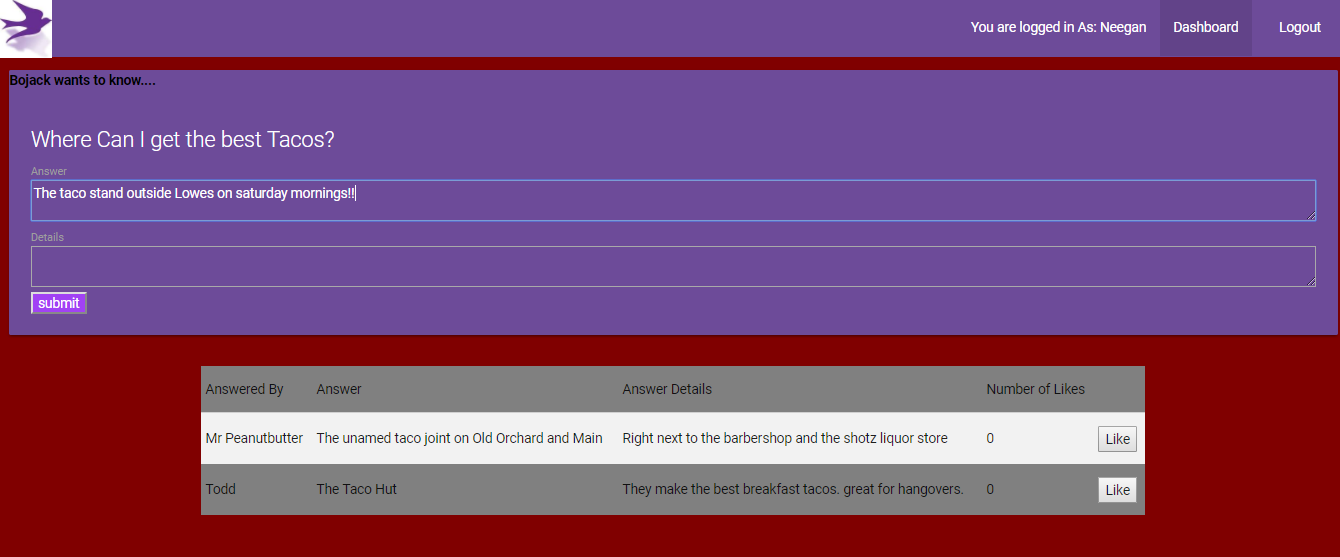 You are logged in As: Neegan Dashboard Logout
Bojack wants to know....
Where Can I get the best Tacos?
Answer
The taco stand outside Lowes on saturday mornings!!
Details
submit
Answered By Answer Answer Details Number of Likes
Mr Peanutbutter The unamed taco joint on Old Orchard and Main Right next to the barbershop and the shotz liquor store 0 Like
Todd The Taco Hut They make the best breakfast tacos. great for hangovers. 0 Like